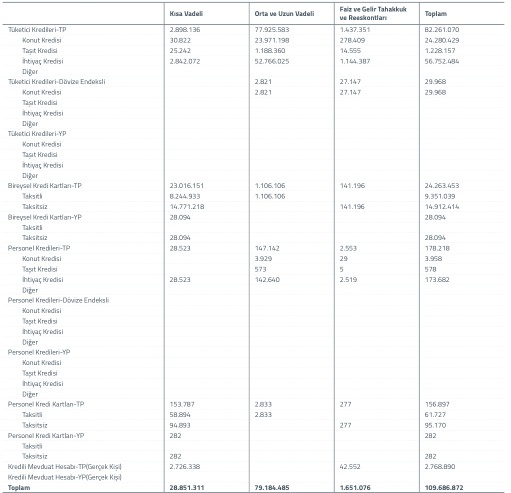 Kısa Vadeli Orta ve Uzun Vadeli Faiz ve Gelir Tahakkuk ve Reeskontları Toplam
Tüketici Kredileri-TP 2.898.136 77.925.583 1.437.351 82.261.070
Konut Kredisi 30.822 23.971.198 278.409 24.280.429
Taşıt Kredisi 25.242 1.188.360 14.555 1.228.157
İhtiyaç Kredisi 2.842.072 52.766.025 1.144.387 56.752.484
Diğer
Tüketici Kredileri-Dövize Endeksli 2.821 27.147 29.968
Konut Kredisi 2.821 27.147 29.968
Taşıt Kredisi
İhtiyaç Kredisi
Diğer
Tüketici Kredileri-YP
Konut Kredisi
Taşıt Kredisi
İhtiyaç Kredisi
Diğer
Bireysel Kredi Kartları-TP 23.016.151 1.106.106 141.196 24.263.453
Taksitli 8.244.933 1.106.106 9.351.039
Taksitsiz 14.771.218 141.196 14.912.414
Bireysel Kredi Kartları-YP 28.094 28.094
Taksitli
Taksitsiz 28.094 28.094
Personel Kredileri-TP 28.523 147.142 2.553 178.218
Konut Kredisi 3.929 29 3.958
Taşıt Kredisi 573 5 578
İhtiyaç Kredisi 28.523 142.640 2.519 173.682
Diğer
Personel Kredileri-Dövize Endeksli
Konut Kredisi
Taşıt Kredisi
İhtiyaç Kredisi
Diğer
Personel Kredileri-YP
Konut Kredisi
Taşıt Kredisi
İhtiyaç Kredisi
Diğer
Personel Kredi Kartları-TP 153.787 2.833 277 156.897
Taksitli 58.894 2.833 61.727
Taksitsiz 94.893 277 95.170
Personel Kredi Kartları-YP 282 282
Taksitli
Taksitsiz 282 282
Kredili Mevduat Hesabı-TP(Gerçek Kişi) 2.726.338 42.552 2.768.890
Kredili Mevduat Hesabı-YP(Gerçek Kişi)
Toplam 28.851.311 79.184.485 1.651.076 109.686.872